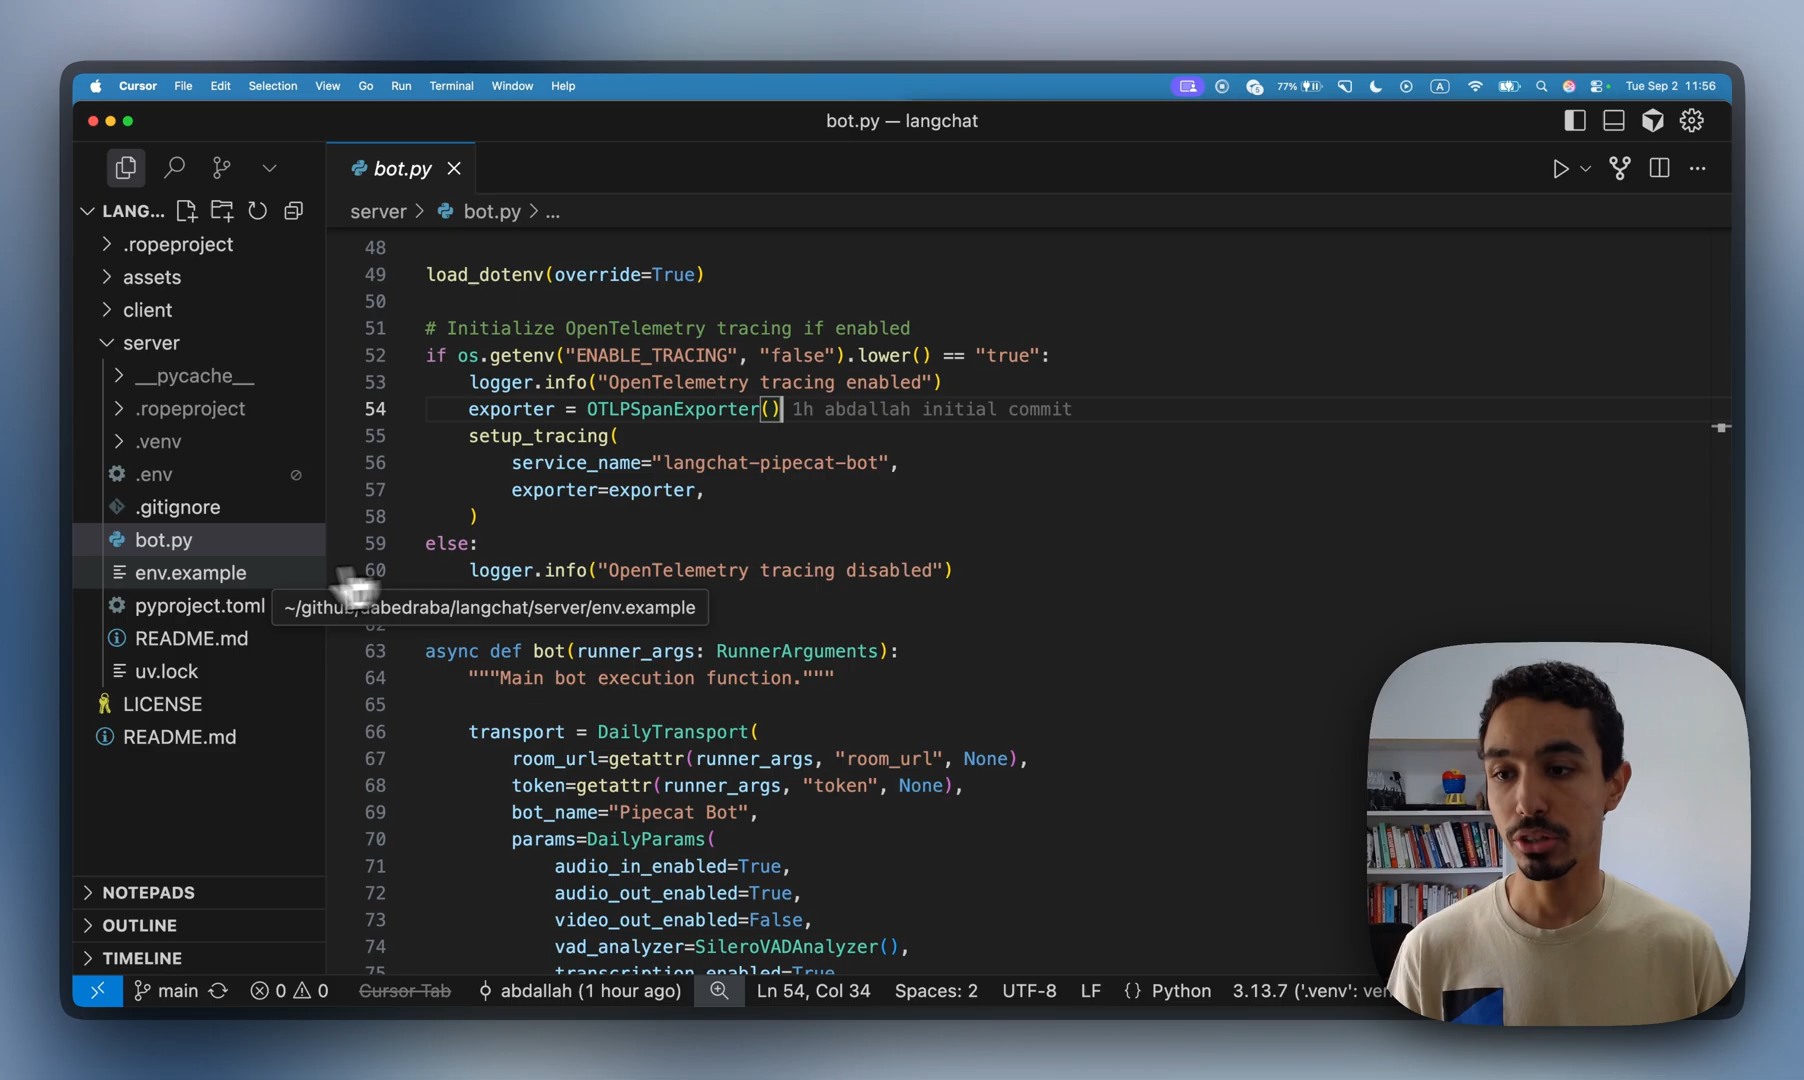 Cursor File Edit Selection View Go Run Terminal Window Help 77% A Tue Sep 2 11:56
bot.py — langchat
bot.py
LANG...
server > bot.py > ...
.ropeproject
assets
client
server
__pycache__
.ropeproject
.venv
.env
.gitignore
bot.py
env.example
pyproject.toml
README.md
uv.lock
LICENSE
README.md
NOTEPADS
OUTLINE
TIMELINE
48
49 load_dotenv(override=True)
50
51 # Initialize OpenTelemetry tracing if enabled
52 if os.getenv("ENABLE_TRACING", "false").lower() == "true":
53 logger.info("OpenTelemetry tracing enabled")
54 exporter = OTLPSpanExporter() 1h abdallah initial commit
55 setup_tracing(
56 service_name="langchat-pipecat-bot",
57 exporter=exporter,
58 )
59 else:
60 logger.info("OpenTelemetry tracing disabled")
~/github/aabedraba/langchat/server/env.example
62
63 async def bot(runner_args: RunnerArguments):
64 """Main bot execution function."""
65
66 transport = DailyTransport(
67 room_url=getattr(runner_args, "room_url", None),
68 token=getattr(runner_args, "token", None),
69 bot_name="Pipecat Bot",
70 params=DailyParams(
71 audio_in_enabled=True,
72 audio_out_enabled=True,
73 video_out_enabled=False,
74 vad_analyzer=SileroVADAnalyzer(),
75 transcription_enabled=True
main 0 0 Cursor Tab abdallah (1 hour ago) Ln 54, Col 34 Spaces: 2 UTF-8 LF {} Python 3.13.7 ('.venv': ven